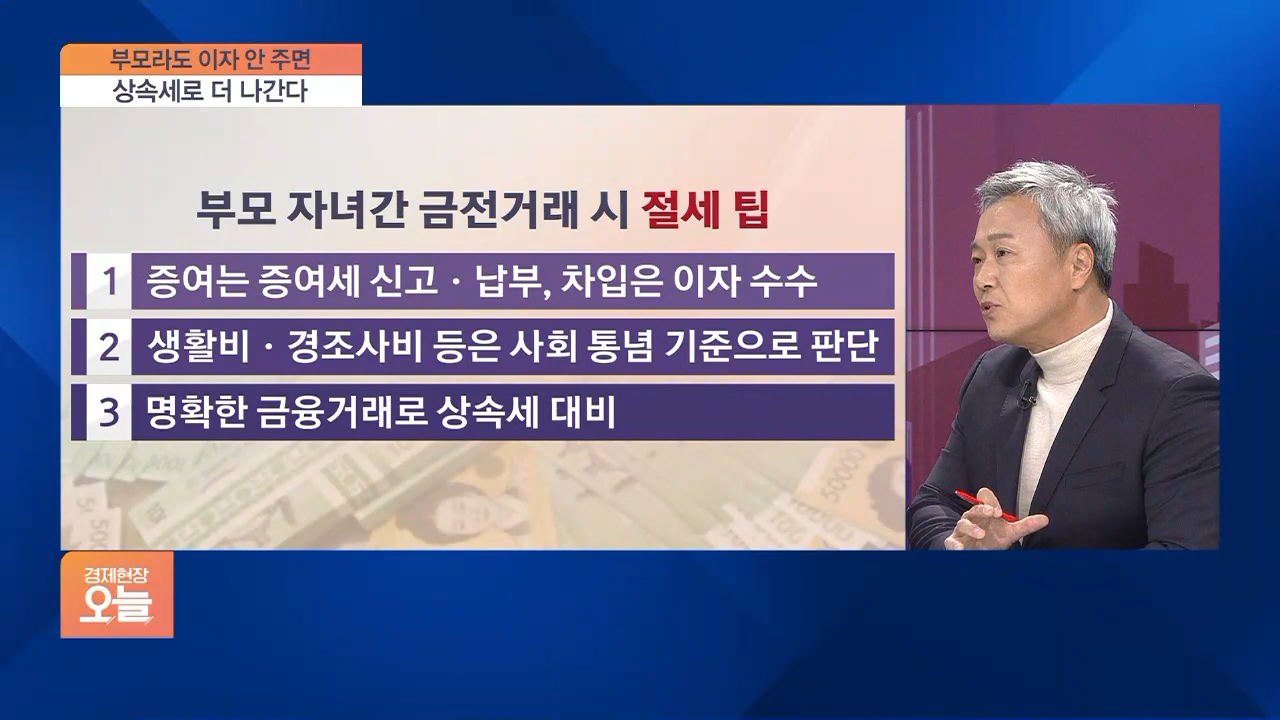 부모라도 이자 안 주면
상속세로 더 나간다
부모 자녀간 금전거래 시 절세 팁
1 증여는 증여세 신고 · 납부, 차입은 이자 수수
2 생활비 · 경조사비 등은 사회 통념 기준으로 판단
3 명확한 금융거래로 상속세 대비
50000
경제현장
오늘